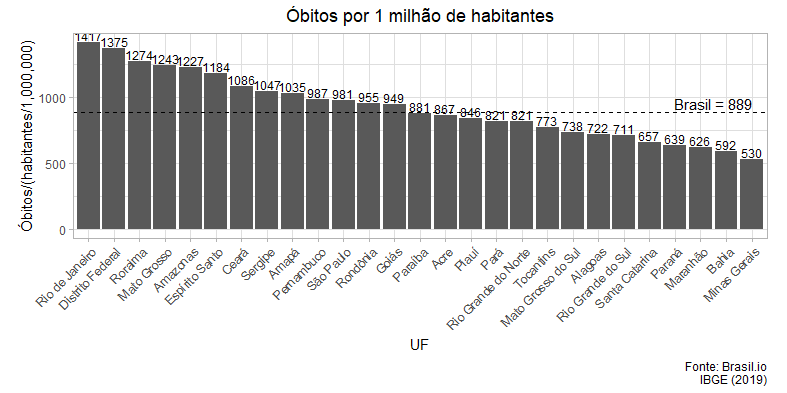 Óbitos por 1 milhão de habitantes
Óbitos/(habitantes/1,000,000)
1000
500
0
1417 1375 1274 1243 1227 1184 1086 1047 1035 987 981 955 949 881 867 846 821 821 773 738 722 711 657 639 626 592 530
Brasil = 889
Rio de Janeiro
Distrito Federal
Roraima
Mato Grosso
Amazonas
Espírito Santo
Ceará
Sergipe
Amapá
Pernambuco
São Paulo
Rondônia
Goiás
Paraíba
Acre
Piauí
Pará
Rio Grande do Norte
Tocantins
Mato Grosso do Sul
Alagoas
Rio Grande do Sul
Santa Catarina
Paraná
Maranhão
Bahia
Minas Gerais
UF
Fonte: Brasil.io
IBGE (2019)